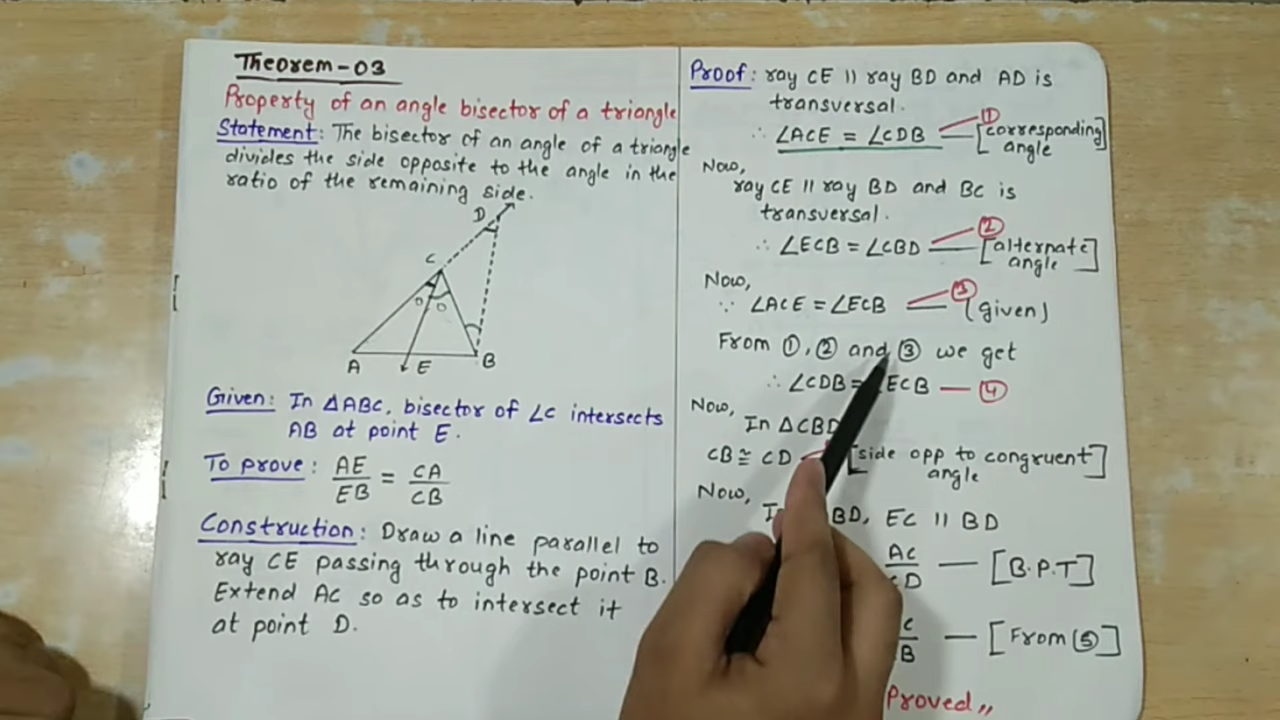 Theorem-03
Property of an angle bisector of a triangle
Statement: The bisector of an angle of a triangle
divides the side opposite to the angle in the
ratio of the remaining side.
D
C
o o
A E B
Given: In △ABC, bisector of ∠C intersects
AB at point E.
To prove: AE/EB = CA/CB
Construction: Draw a line parallel to
ray CE passing through the point B.
Extend AC so as to intersect it
at point D.
Proof: ray CE || ray BD and AD is
transversal.
∴ ∠ACE = ∠CDB — ① [corresponding
angle]
Now,
ray CE || ray BD and BC is
transversal.
∴ ∠ECB = ∠CBD — ② [alternate
angle]
Now,
∵ ∠ACE = ∠ECB — ③ (given)
From ①, ② and ③ we get
∴ ∠CDB = ECB — ④
Now,
In △CBD
CB ≅ CD — [side opp to congruent
angle]
Now,
BD, EC || BD
AC — [B.P.T]
— [From ⑤]
Proved,,